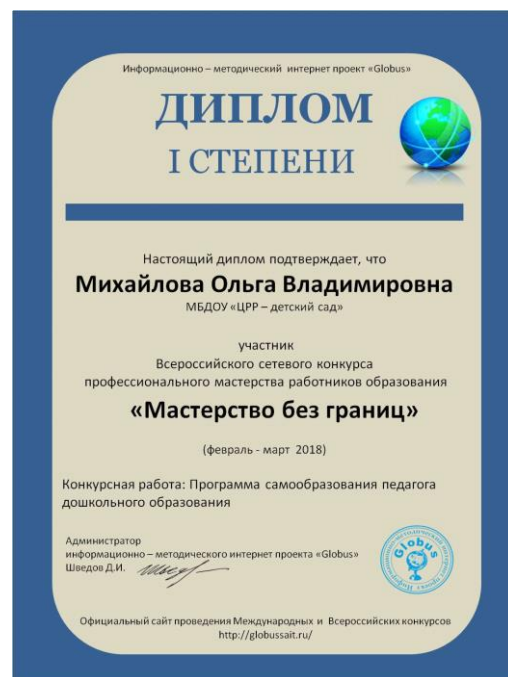 Информационно – методический интернет проект «Globus»
ДИПЛОМ
I СТЕПЕНИ
Настоящий диплом подтверждает, что
Михайлова Ольга Владимировна
МБДОУ «ЦРР – детский сад»
участник
Всероссийского сетевого конкурса
профессионального мастерства работников образования
«Мастерство без границ»
(февраль - март 2018)
Конкурсная работа: Программа самообразования педагога
дошкольного образования
Администратор
информационно – методического интернет проекта «Globus»
Шведов Д.И.
Globus
Официальный сайт проведения Международных и Всероссийских конкурсов
http://globussait.ru/